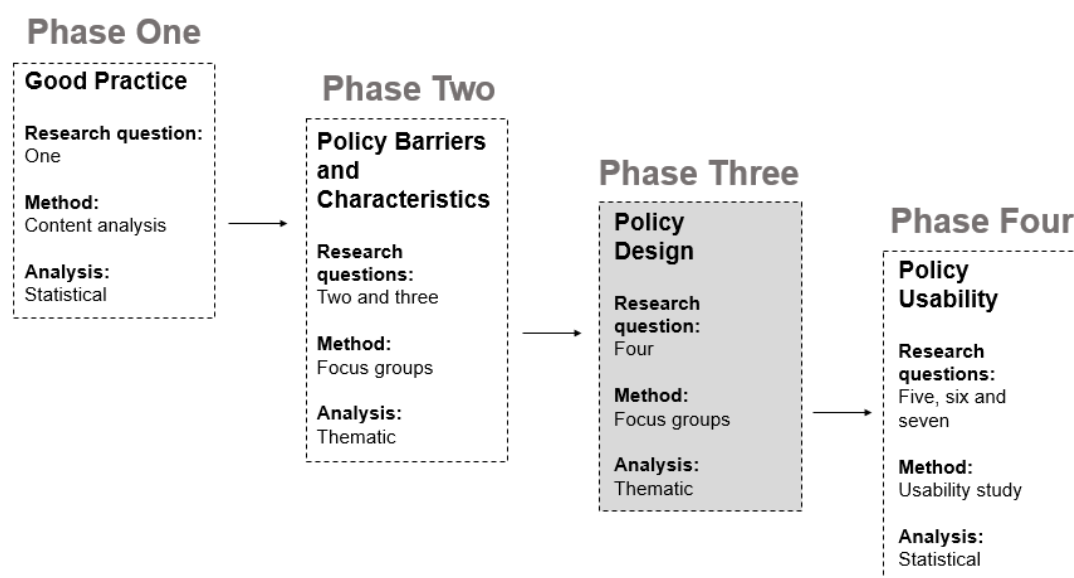 Phase One
Good Practice
Research question:
One
Method:
Content analysis
Analysis:
Statistical
Phase Two
Policy Barriers
and
Characteristics
Research
questions:
Two and three
Method:
Focus groups
Analysis:
Thematic
Phase Three
Policy
Design
Research
question:
Four
Method:
Focus groups
Analysis:
Thematic
Phase Four
Policy
Usability
Research
questions:
Five, six and
seven
Method:
Usability study
Analysis:
Statistical